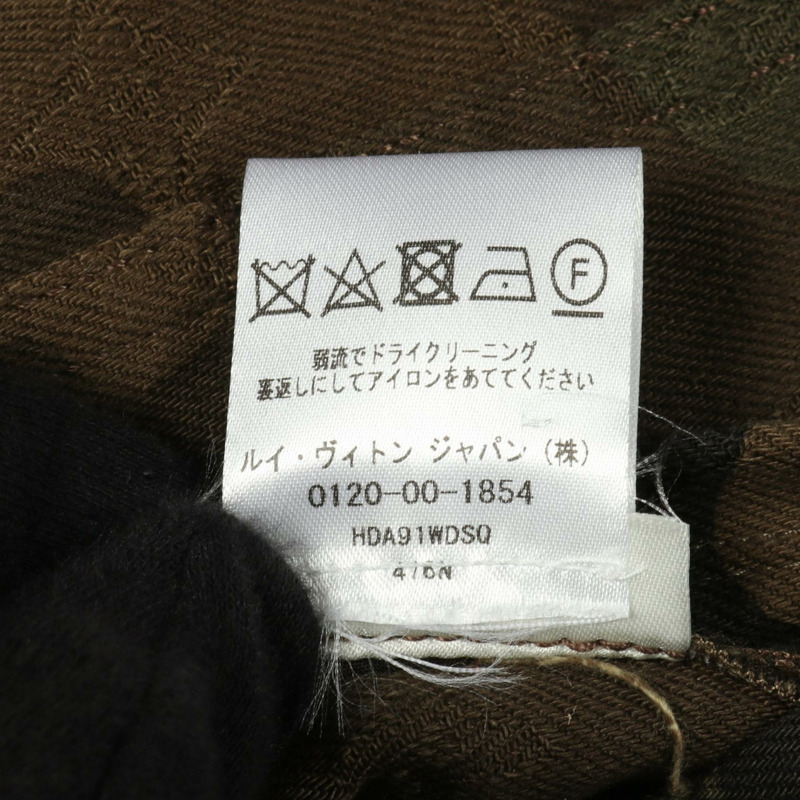 F
弱流でドライクリーニング
裏返しにしてアイロンをあててください
ルイ・ヴィトン ジャパン（株）
0120-00-1854
HDA91WDSQ